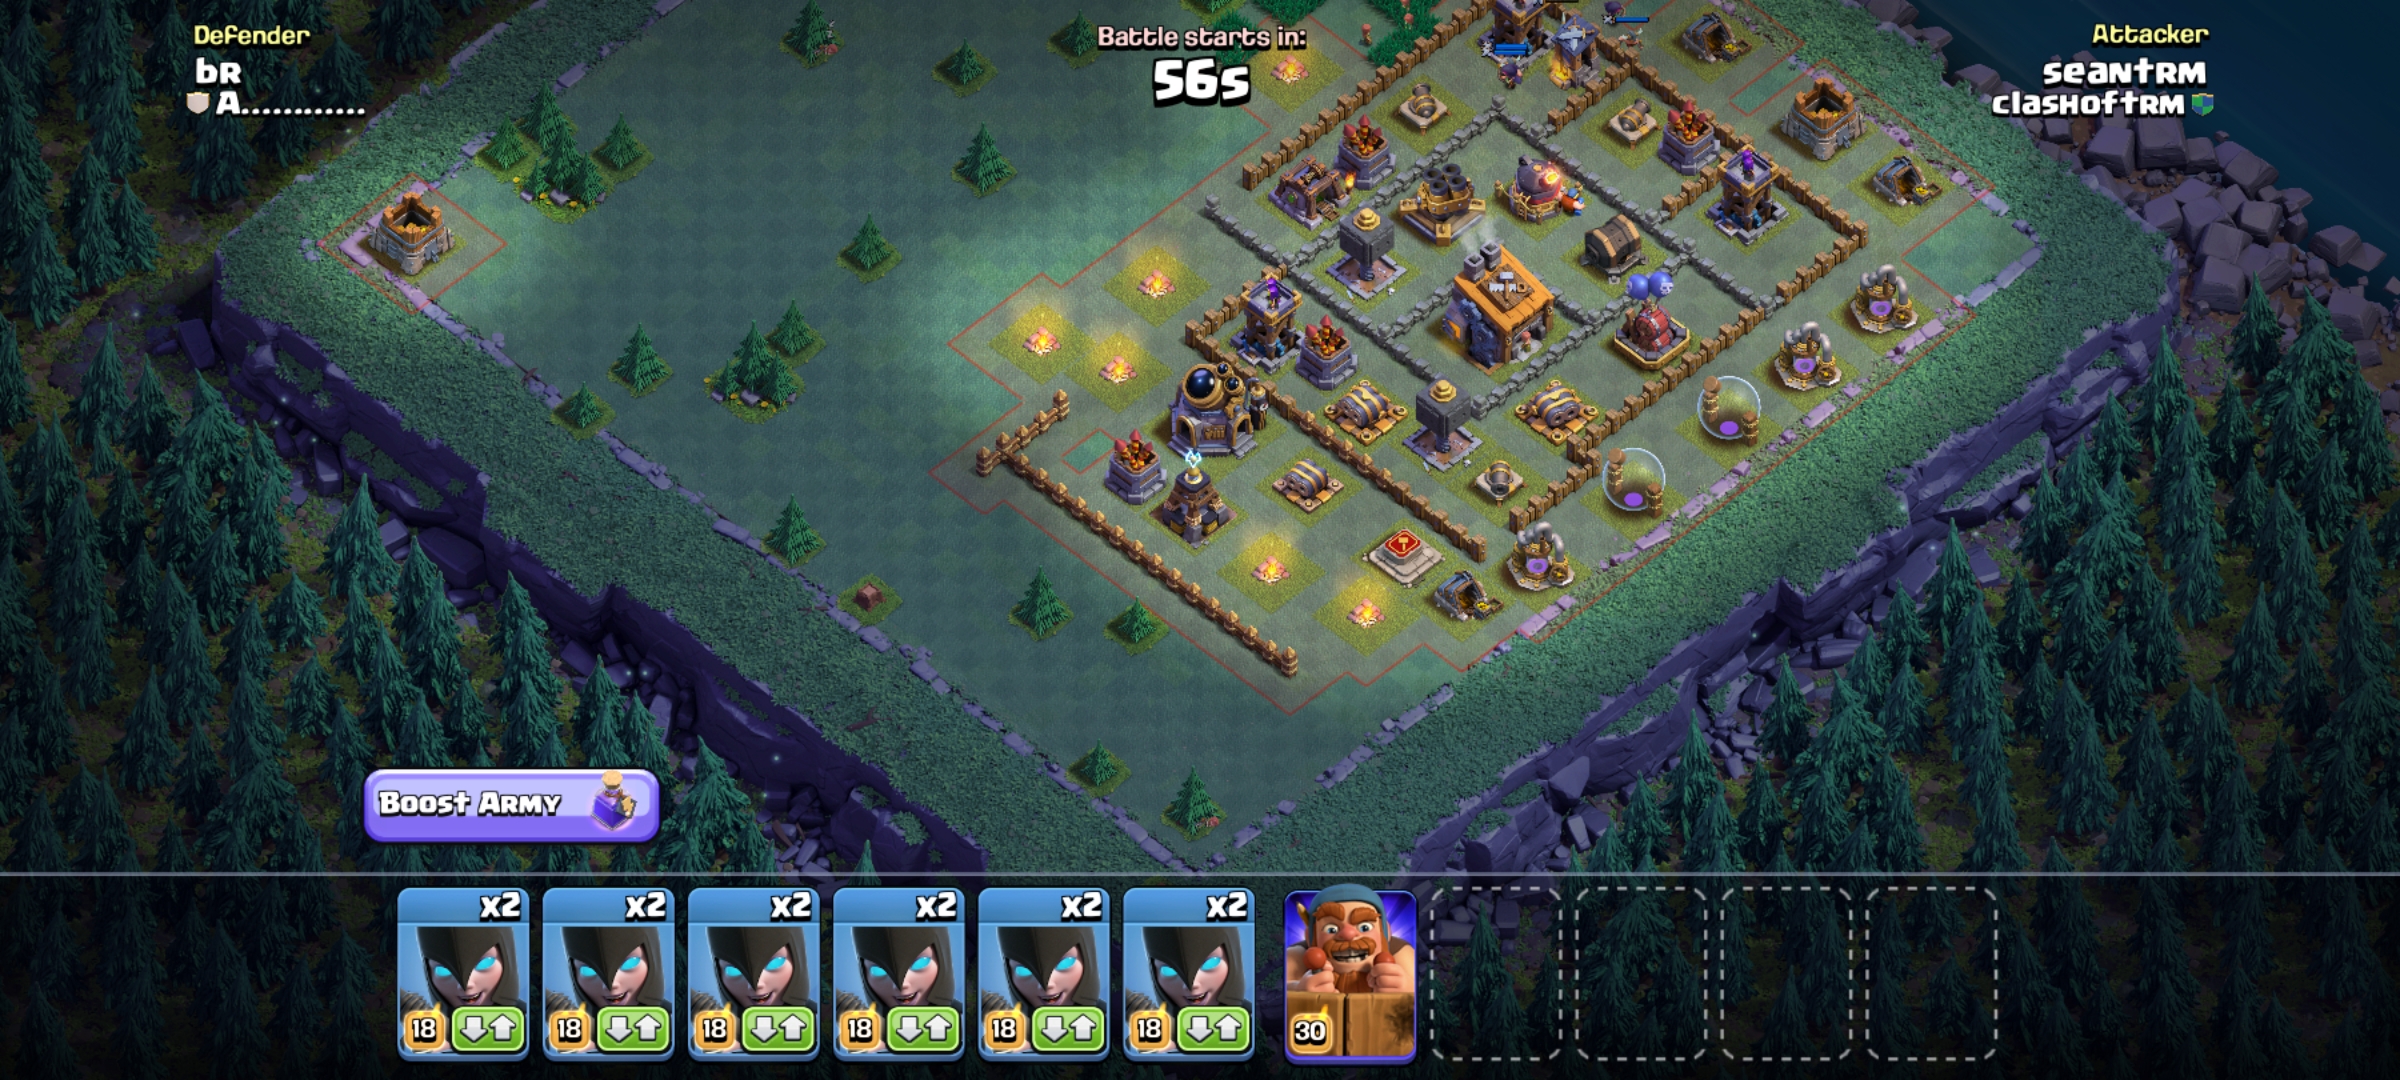 Defender
bR
A............
Battle starts in:
56s
Attacker
seantRM
clashoftRM
Boost Army
x2
x2
x2
x2
x2
x2
18
18
18
18
18
18
30